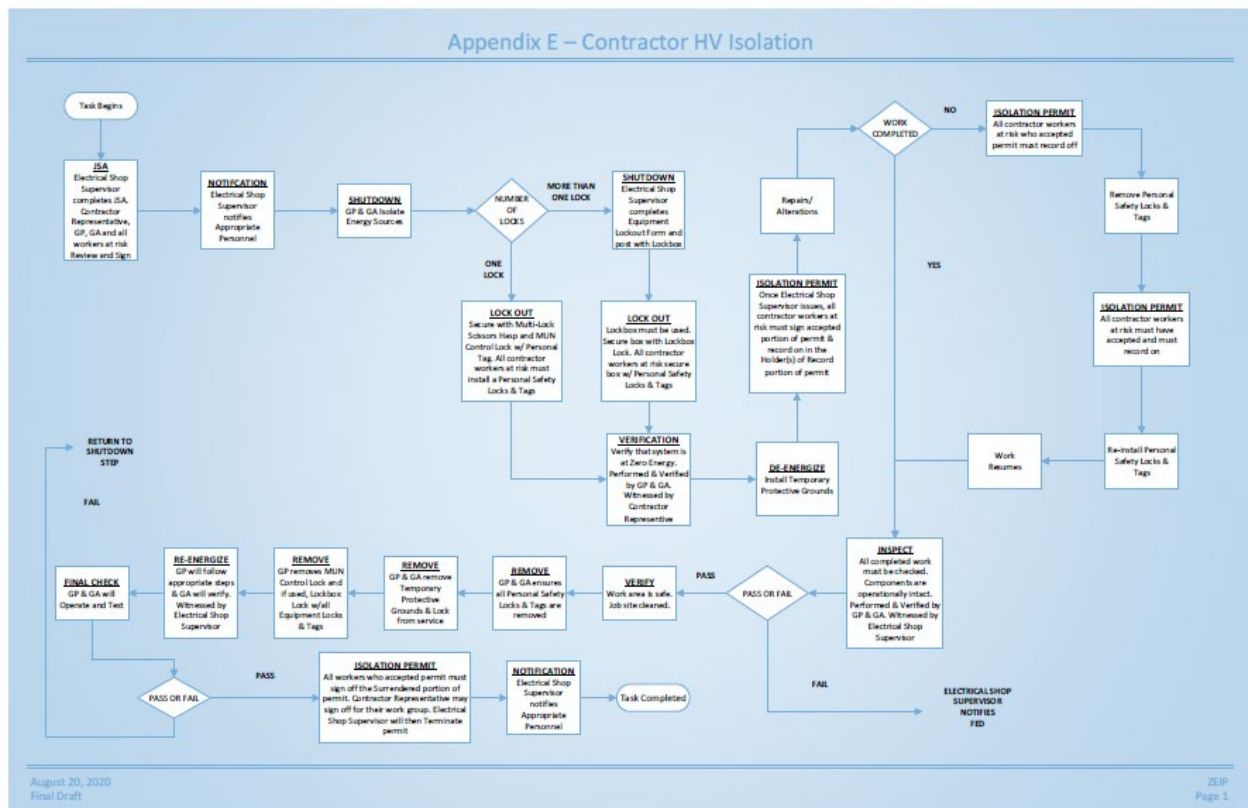 Appendix E – Contractor HV Isolation
Task Begins
JSA
Electrical Shop
Supervisor
completes JSA.
Contractor
Representative,
GP, GA and all
workers at risk
Review and Sign
NOTIFCATION
Electrical Shop
Supervisor
notifies
Appropriate
Personnel
SHUTDOWN
GP & GA Isolate
Energy Sources
NUMBER
OF
LOCKS
MORE THAN
ONE LOCK
SHUTDOWN
Electrical Shop
Supervisor
completes
Equipment
Lockout Form and
post with Lockbox
ONE
LOCK
LOCK OUT
Secure with Multi-Lock
Scissors Hasp and MUN
Control Lock w/ Personal
Tag. All contractor
workers at risk must
install a Personal Safety
Locks & Tags
LOCK OUT
Lockbox must be used.
Secure box with Lockbox
Lock. All contractor
workers at risk secure
box w/ Personal Safety
Locks & Tags
VERIFICATION
Verify that system is
at Zero Energy.
Performed & Verified
by GP & GA.
Witnessed by
Contractor
Representive
DE-ENERGIZE
Install Temporary
Protective Grounds
ISOLATION PERMIT
Once Electrical Shop
Supervisor issues, all
contractor workers at
risk must sign accepted
portion of permit &
record on in the
Holder(s) of Record
portion of permit
Repairs/
Alterations
WORK
COMPLETED
NO
ISOLATION PERMIT
All contractor workers
at risk who accepted
permit must record off
Remove Personal
Safety Locks & Tags
ISOLATION PERMIT
All contractor workers
at risk must have
accepted and must
record on
Re-install Personal
Safety Locks &
Tags
Work
Resumes
YES
INSPECT
All completed work
must be checked.
Components are
operationally intact.
Performed & Verified by
GP & GA. Witnessed by
Electrical Shop
Supervisor
PASS OR FAIL
FAIL
ELECTRICAL SHOP
SUPERVISOR
NOTIFIES
FED
PASS
VERIFY
Work area is safe.
Job site cleaned.
REMOVE
GP & GA ensures
all Personal Safety
Locks & Tags are
removed
REMOVE
GP & GA remove
Temporary
Protective
Grounds & Lock
from service
REMOVE
GP removes MUN
Control Lock and if
used, Lockbox
Lock w/all
Equipment Locks
& Tags
RE-ENERGIZE
GP will follow
appropriate steps
& GA will verify.
Witnessed by
Electrical Shop
Supervisor
FINAL CHECK
GP & GA will
Operate and Test
PASS OR FAIL
FAIL
RETURN TO
SHUTDOWN
STEP
PASS
ISOLATION PERMIT
All workers who accepted permit must
sign off the Surrendered portion of
permit. Contractor Representative may
sign off for their work group. Electrical
Shop Supervisor will then Terminate
permit
NOTIFICATION
Electrical Shop
Supervisor
notifies
Appropriate
Personnel
Task Completed
August 20, 2020
Final Draft
ZEIP
Page 1